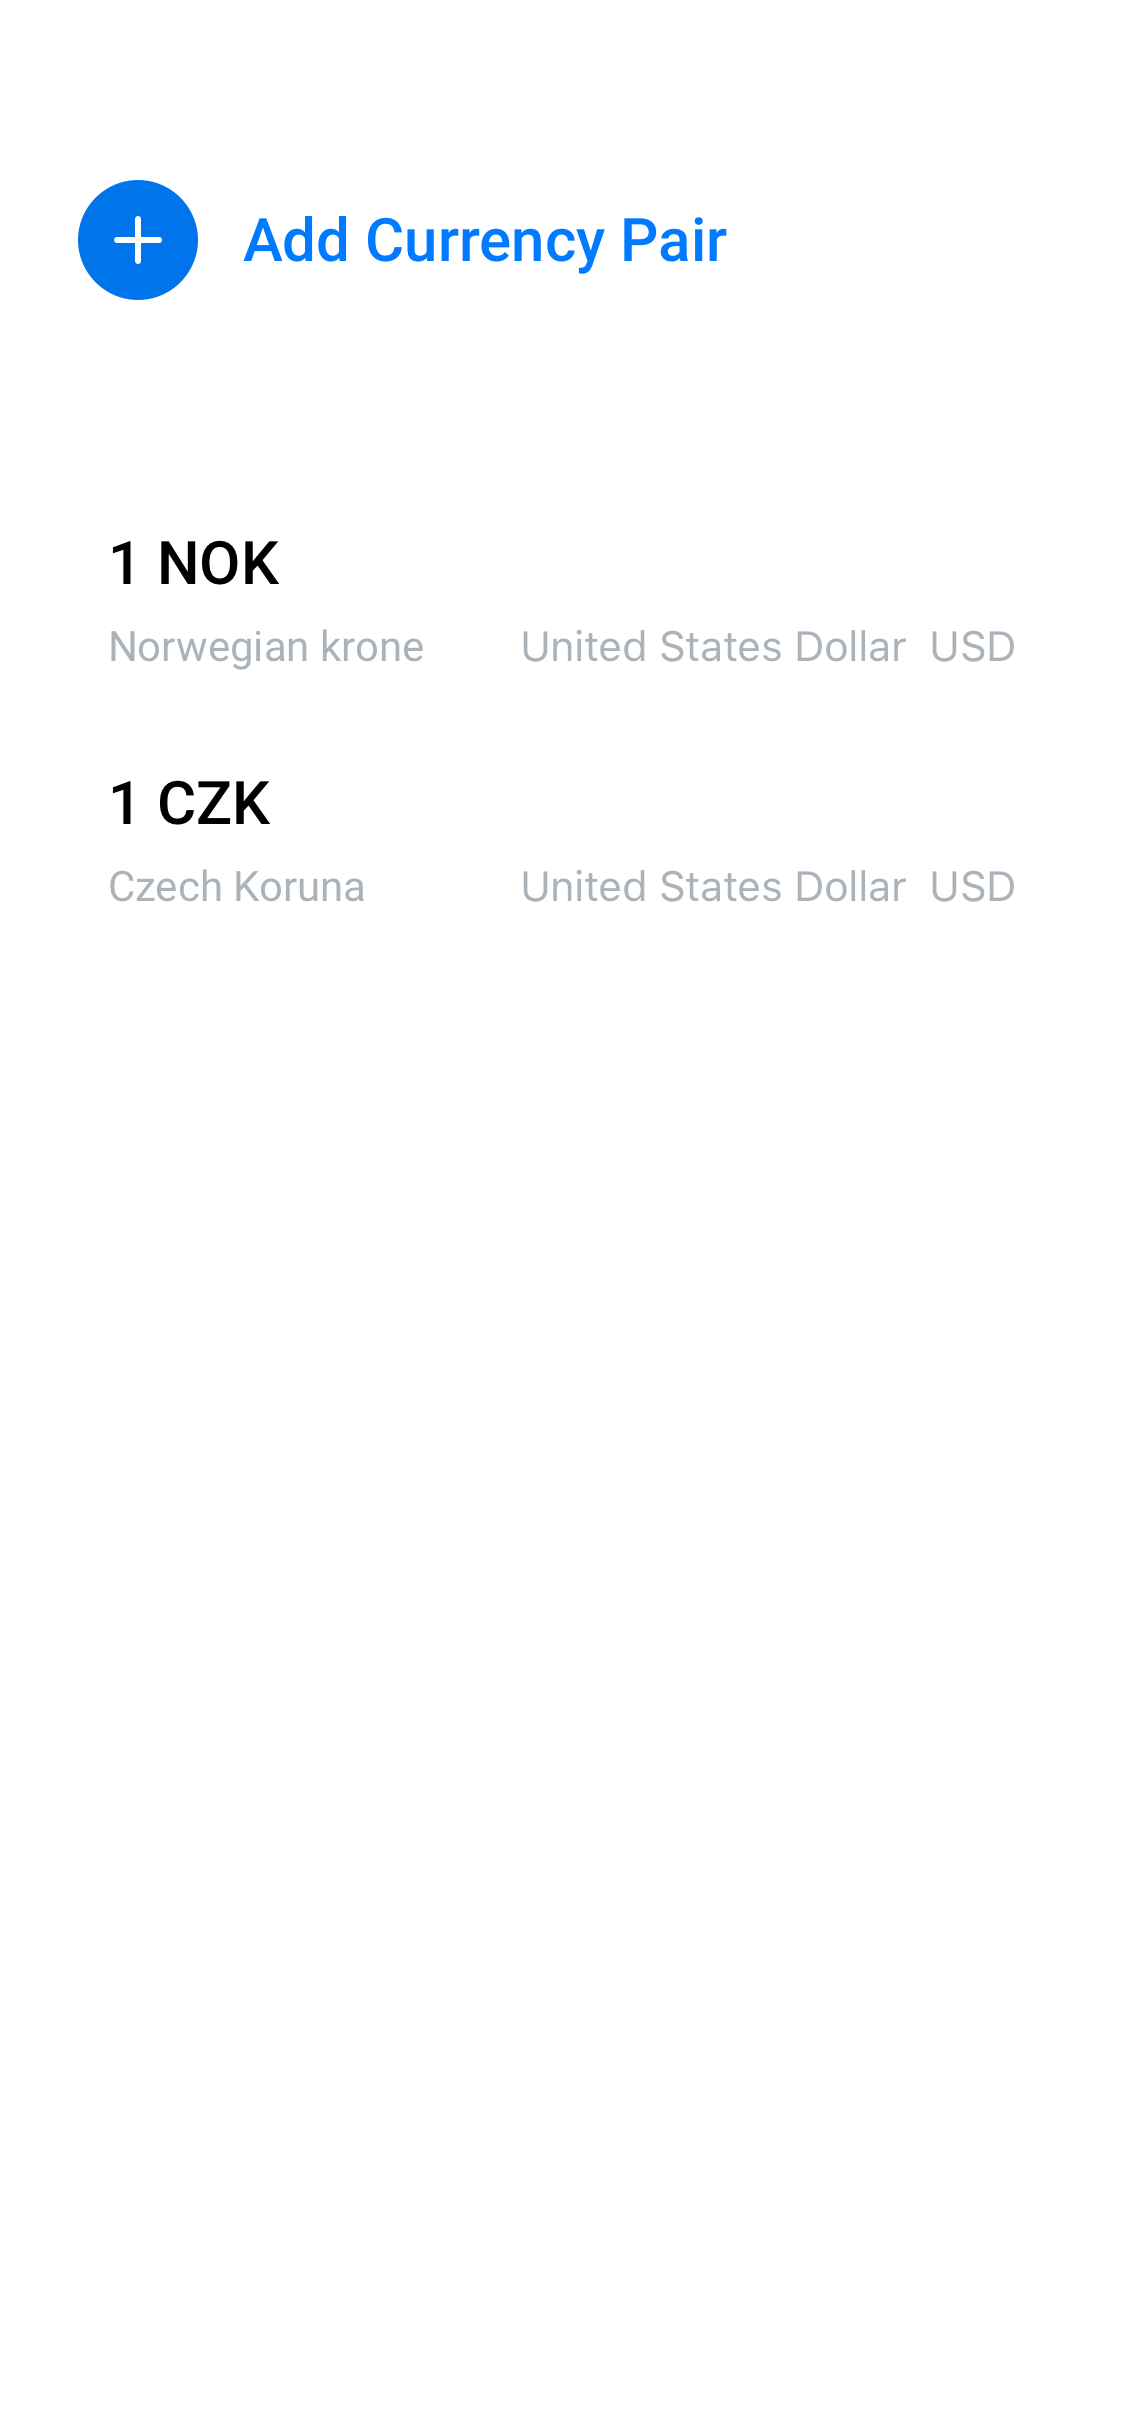 Add Currency Pair
1 NOK
Norwegian krone United States Dollar USD
1 CZK
Czech Koruna United States Dollar USD